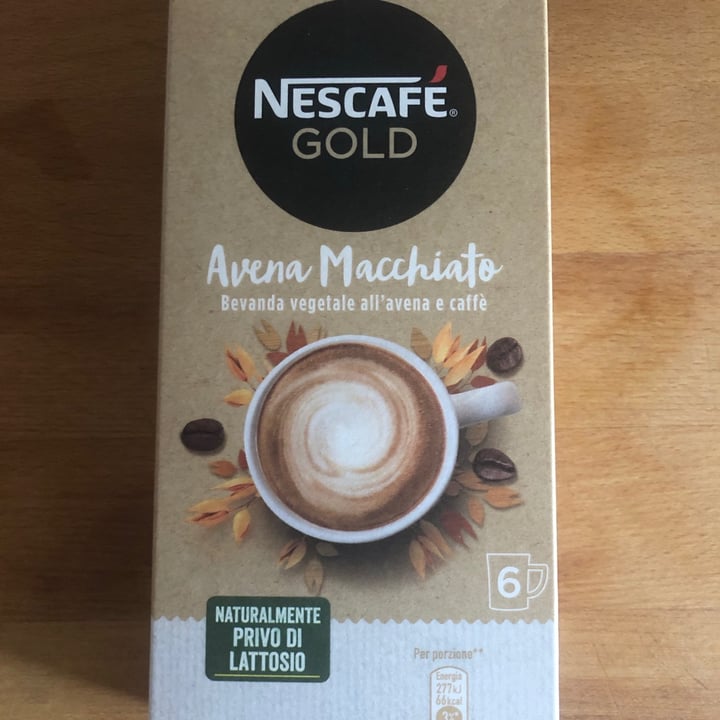 NESCAFÉ®
GOLD
Avena Macchiato
Bevanda vegetale all'avena e caffè
6
NATURALMENTE
PRIVO DI
LATTOSIO
Per porzione**
Energia
277kJ
66kcal
3%*